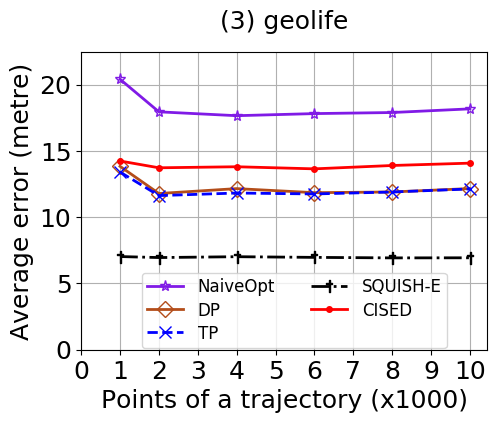 (3) geolife
Average error (metre)
20
15
10
5
0
NaiveOpt
DP
TP
SQUISH-E
CISED
0 1 2 3 4 5 6 7 8 9 10
Points of a trajectory (x1000)